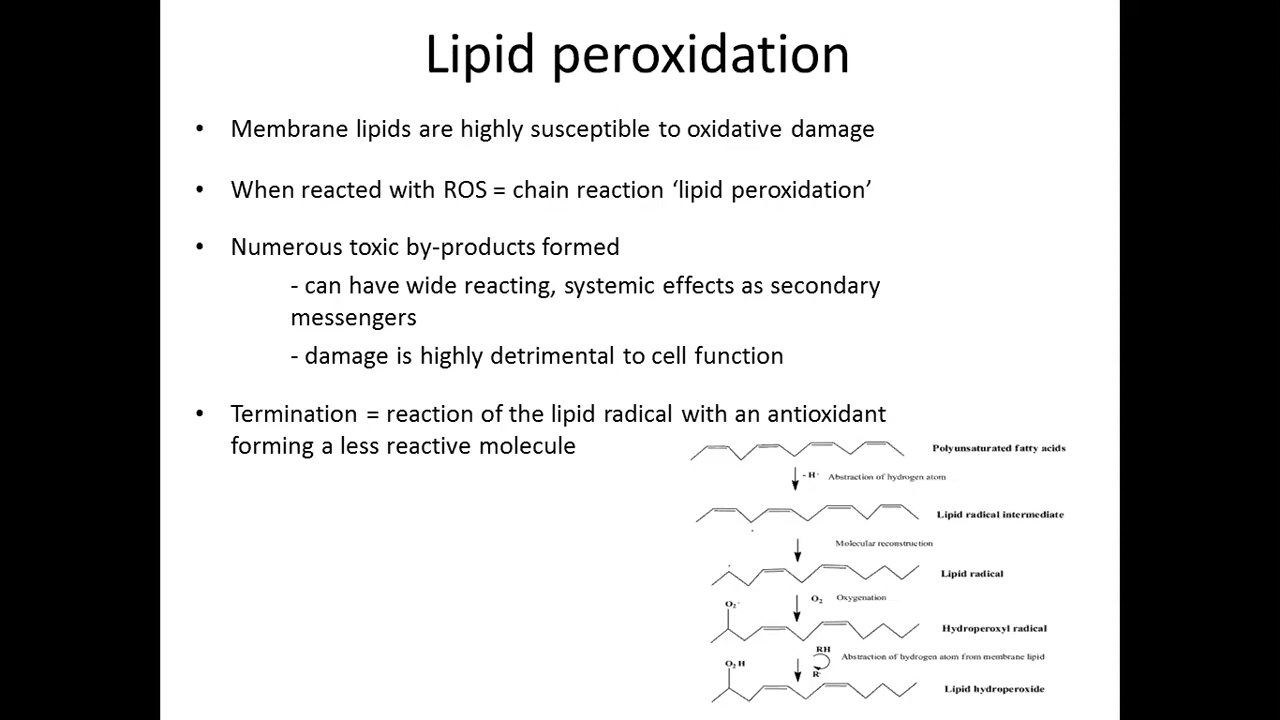 Lipid peroxidation
• Membrane lipids are highly susceptible to oxidative damage
• When reacted with ROS = chain reaction ‘lipid peroxidation’
• Numerous toxic by-products formed
- can have wide reacting, systemic effects as secondary
messengers
- damage is highly detrimental to cell function
• Termination = reaction of the lipid radical with an antioxidant
forming a less reactive molecule
Polyunsaturated fatty acids
- H· Abstraction of hydrogen atom
Lipid radical intermediate
Molecular reconstruction
Lipid radical
O₂ Oxygenation
O₂·
Hydroperoxyl radical
RH
Abstraction of hydrogen atom from membrane lipid
R·
O₂H
Lipid hydroperoxide